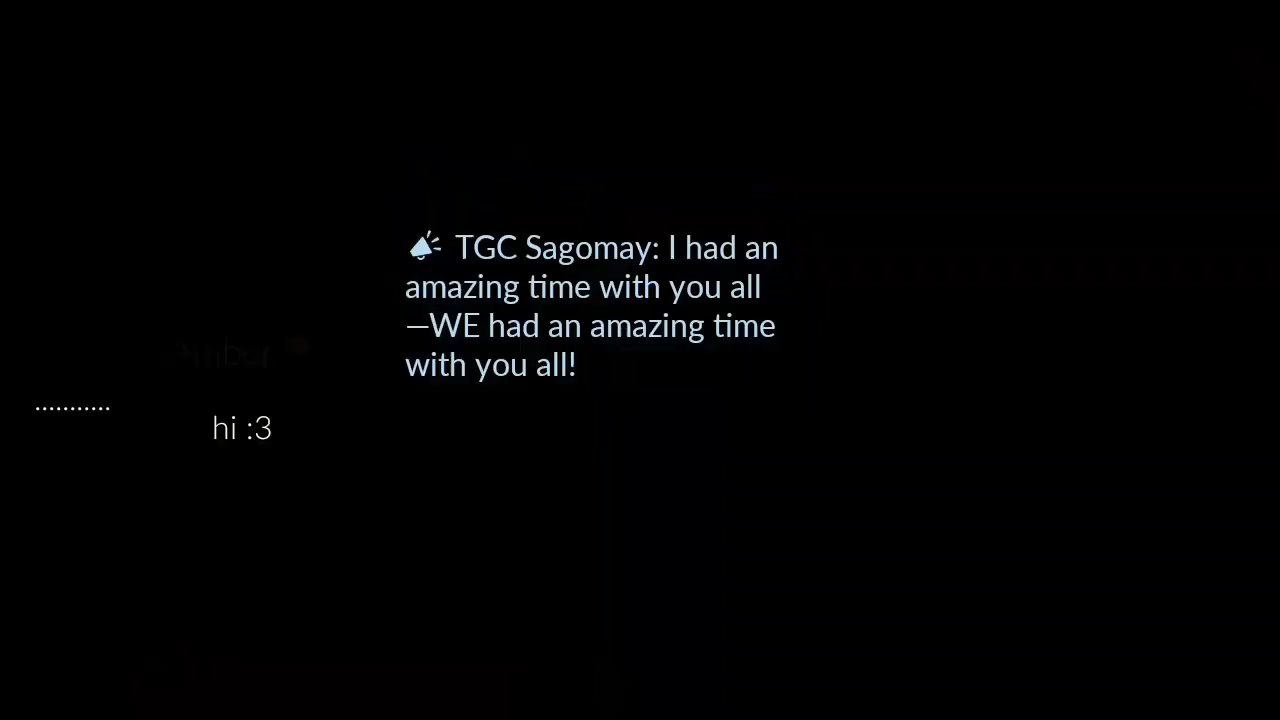 TGC Sagomay: I had an
amazing time with you all
—WE had an amazing time
with you all!
Amber
...........
hi :3